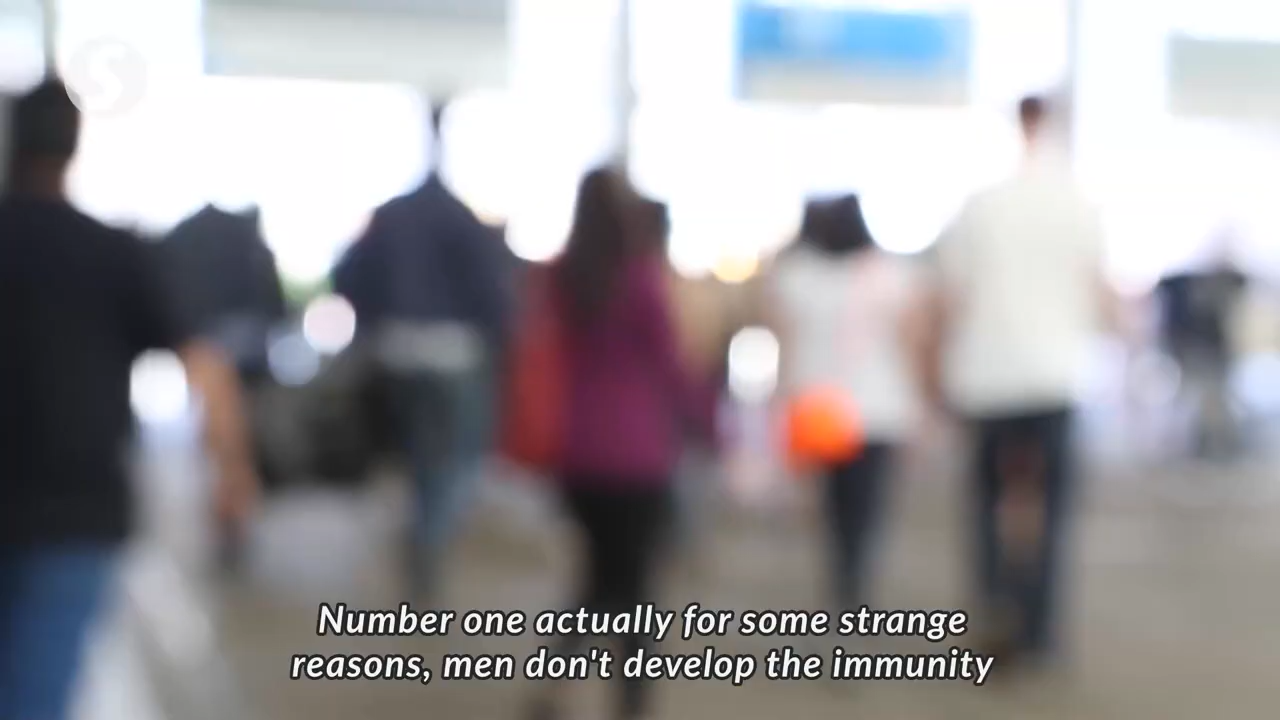 S
Number one actually for some strange
reasons, men don't develop the immunity